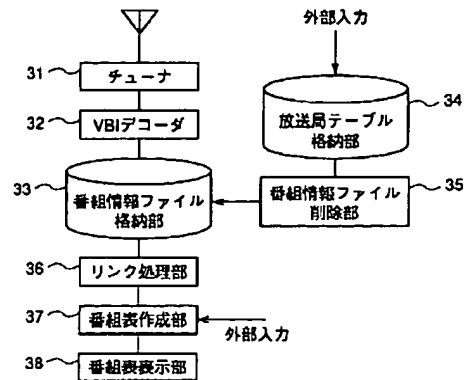 外部入力
31
チューナ
32
VBIデコーダ
33
番組情報ファイル
格納部
34
放送局テーブル
格納部
35
番組情報ファイル
削除部
36
リンク処理部
37
番組表作成部
外部入力
38
番組表表示部